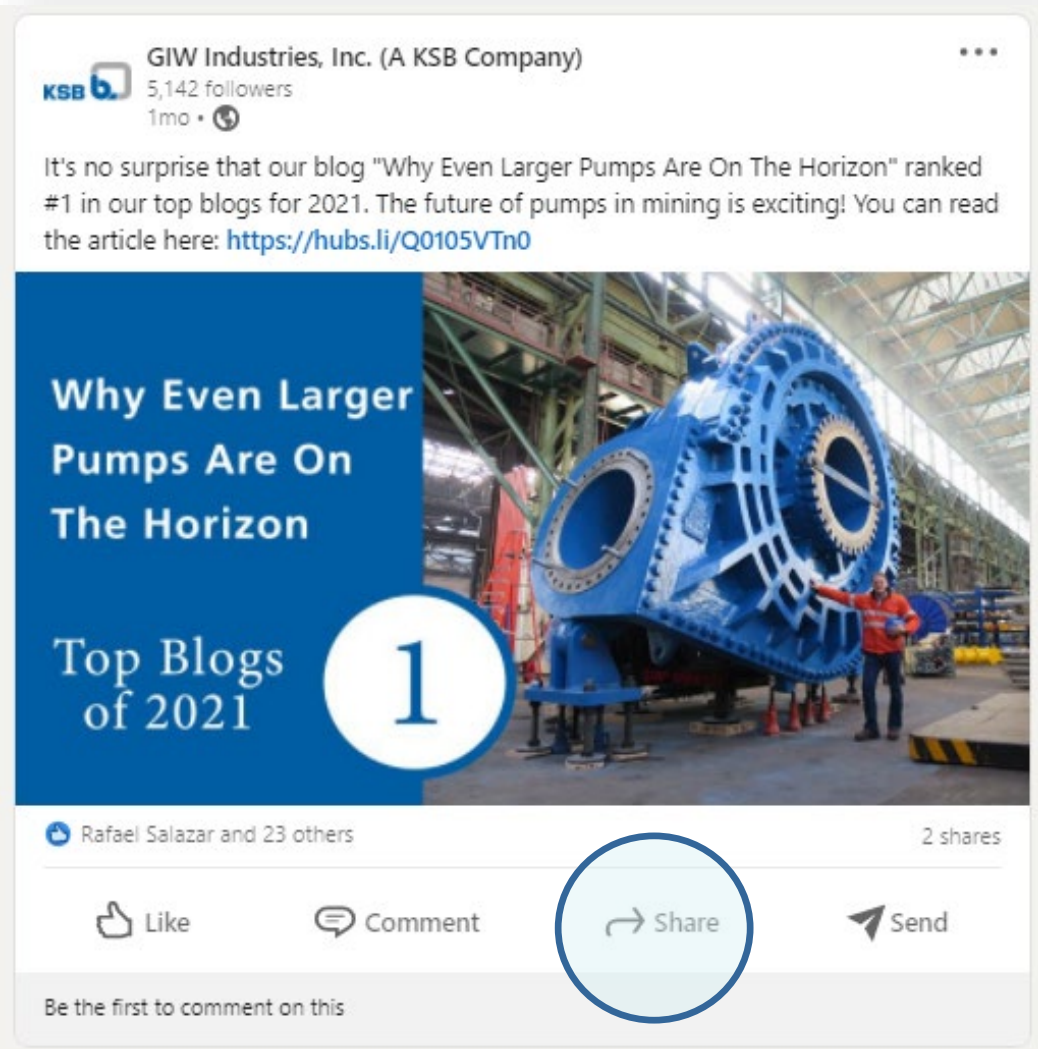 KSB b.
GIW Industries, Inc. (A KSB Company)
5,142 followers
1mo •
It's no surprise that our blog "Why Even Larger Pumps Are On The Horizon" ranked
#1 in our top blogs for 2021. The future of pumps in mining is exciting! You can read
the article here: https://hubs.li/Q0105VTn0
Why Even Larger
Pumps Are On
The Horizon
Top Blogs
of 2021
1
Rafael Salazar and 23 others
2 shares
Like
Comment
Share
Send
Be the first to comment on this